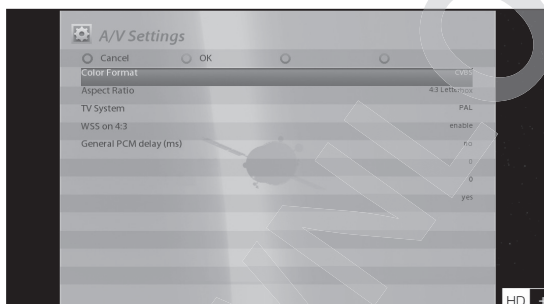 A/V Settings
Cancel OK
Color Format CVBS
Aspect Ratio 4:3 Letterbox
TV System PAL
WSS on 4:3 enable
General PCM delay (ms) no
0
0
yes
HD